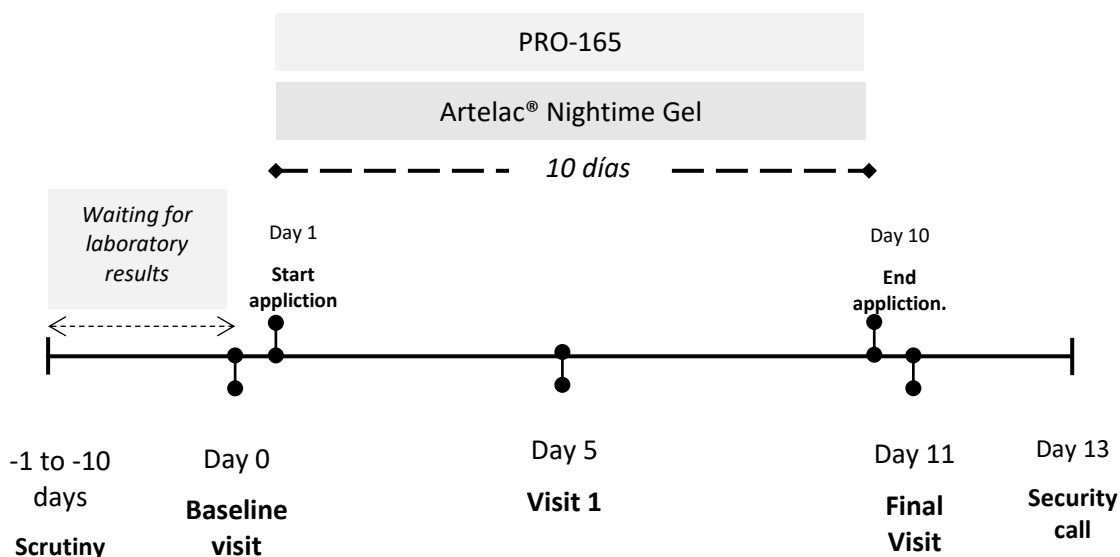 PRO-165
Artelac® Nightime Gel
10 días
Waiting for
laboratory
results
Day 1
Start
appliction
Day 10
End
appliction.
-1 to -10
days
Scrutiny
Day 0
Baseline
visit
Day 5
Visit 1
Day 11
Final
Visit
Day 13
Security
call